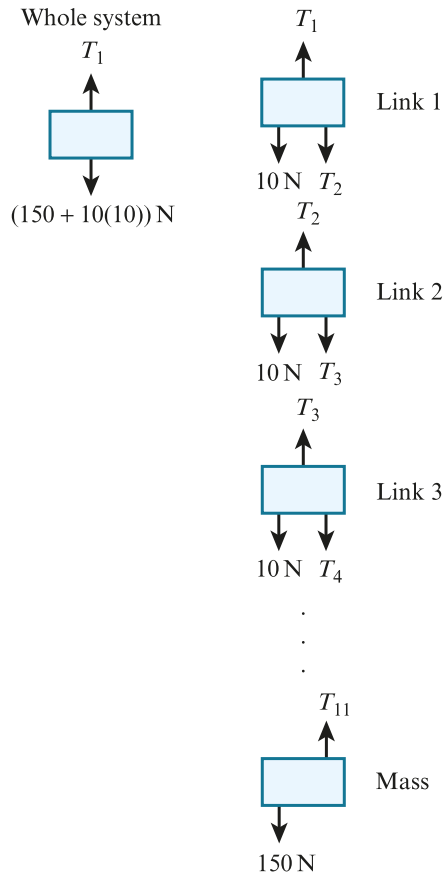 Whole system
T₁
(150 + 10(10)) N
T₁
Link 1
10 N T₂
T₂
Link 2
10 N T₃
T₃
Link 3
10 N T₄
.
.
.
T₁₁
Mass
150 N